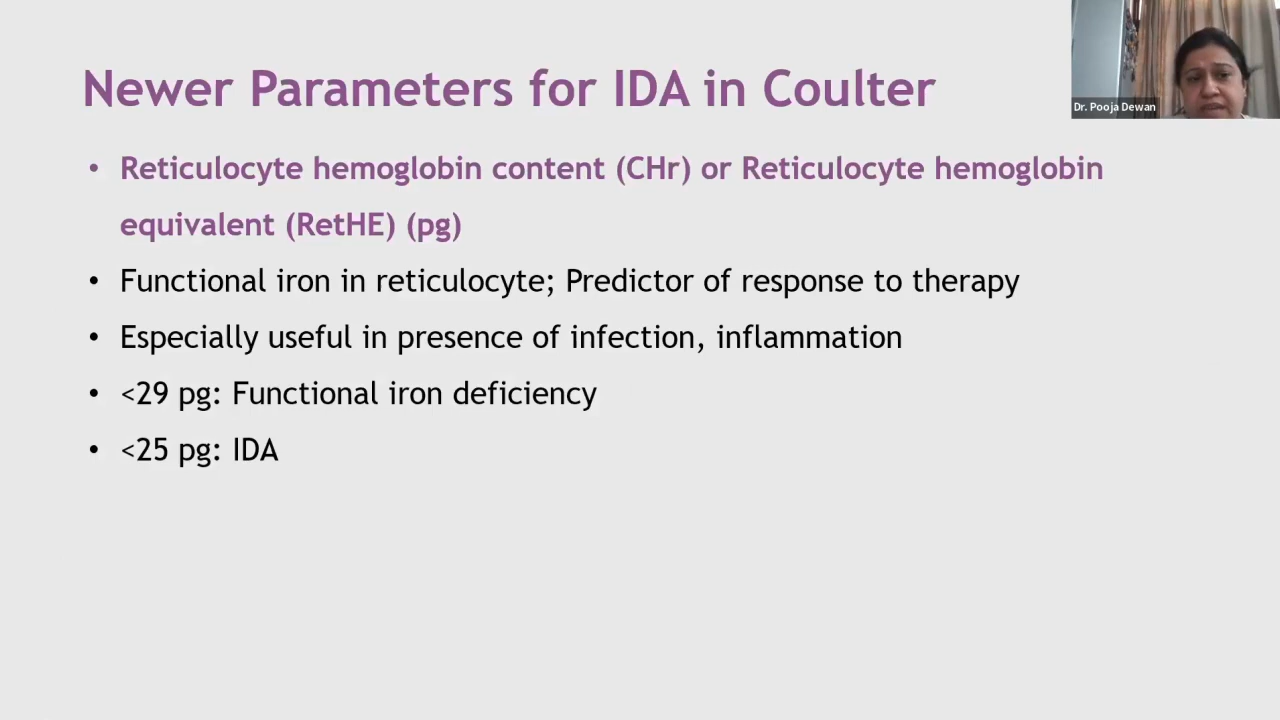 Newer Parameters for IDA in Coulter
Dr. Pooja Dewan
• Reticulocyte hemoglobin content (CHr) or Reticulocyte hemoglobin
equivalent (RetHE) (pg)
• Functional iron in reticulocyte; Predictor of response to therapy
• Especially useful in presence of infection, inflammation
• <29 pg: Functional iron deficiency
• <25 pg: IDA